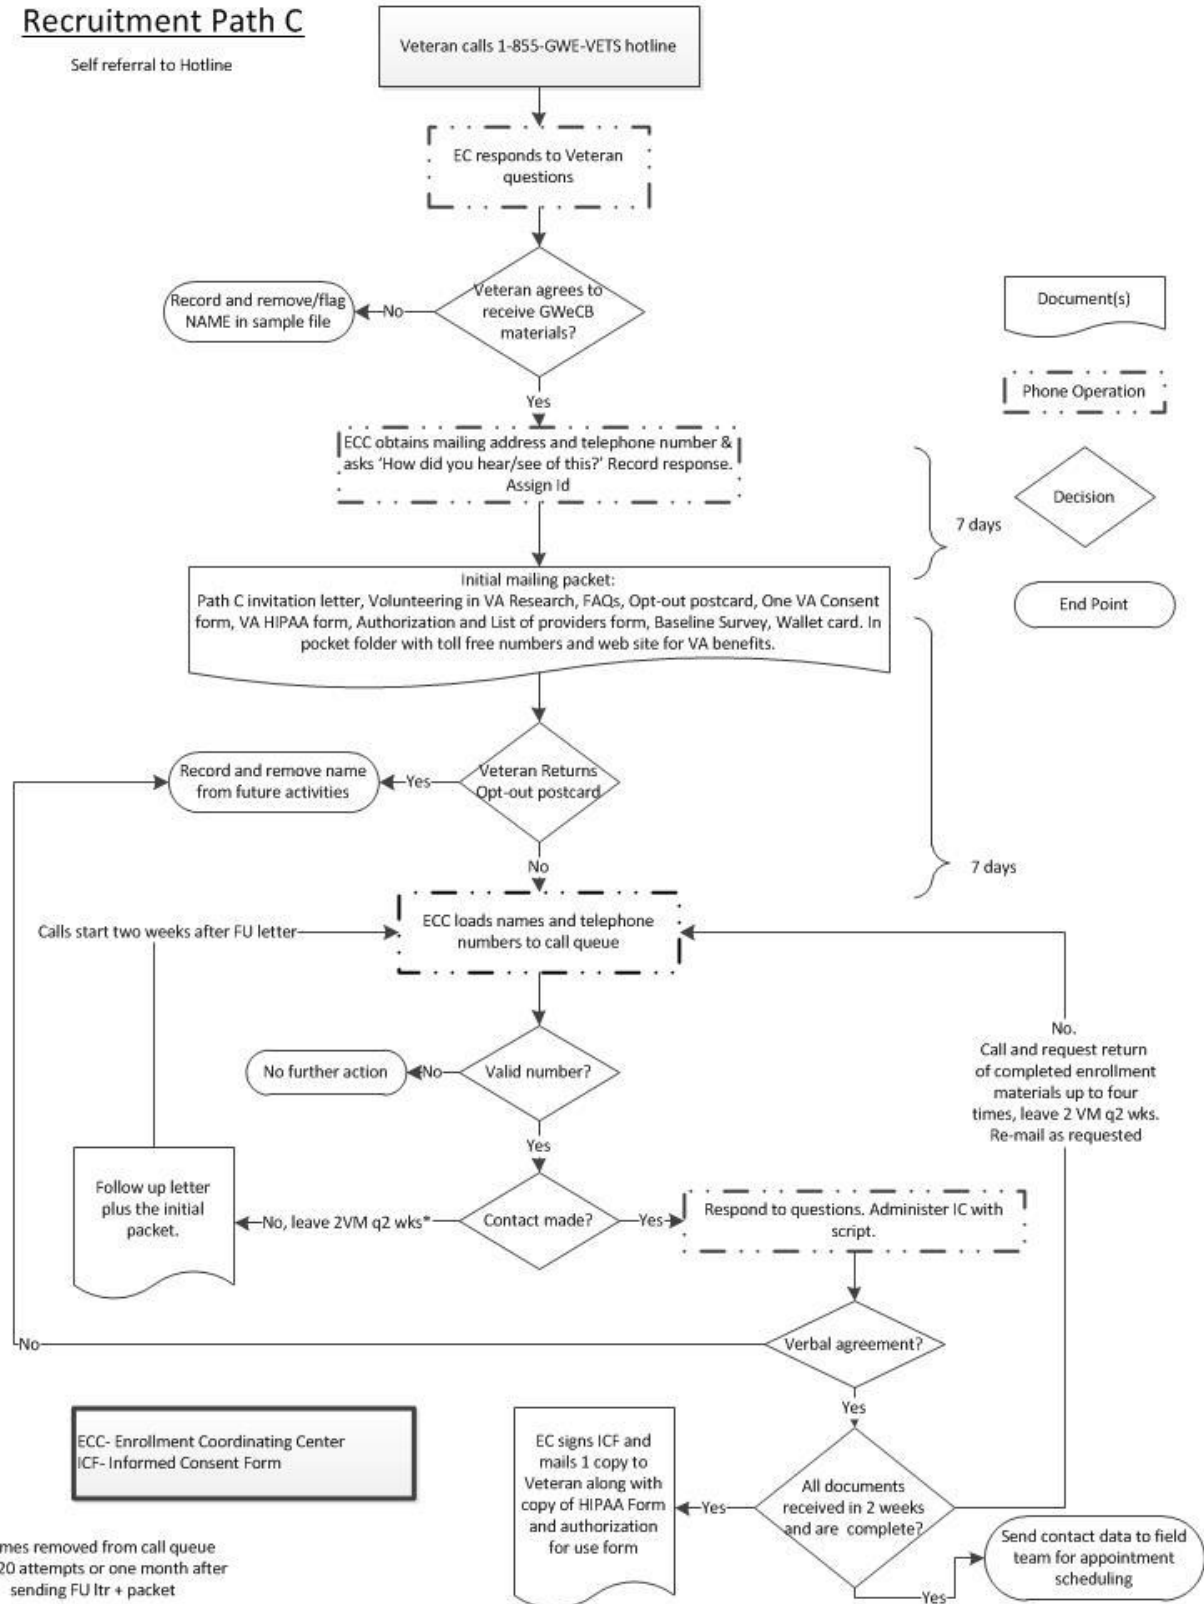 Recruitment Path C
Self referral to Hotline
Veteran calls 1-855-GWE-VETS hotline
EC responds to Veteran
questions
Veteran agrees to
receive GWeCB
materials?
No
Record and remove/flag
NAME in sample file
Yes
Document(s)
Phone Operation
Decision
End Point
ECC obtains mailing address and telephone number &
asks ‘How did you hear/see of this?’ Record response.
Assign Id
7 days
Initial mailing packet:
Path C invitation letter, Volunteering in VA Research, FAQs, Opt-out postcard, One VA Consent
form, VA HIPAA form, Authorization and List of providers form, Baseline Survey, Wallet card. In
pocket folder with toll free numbers and web site for VA benefits.
Veteran Returns
Opt-out postcard
Yes
Record and remove name
from future activities
No
7 days
ECC loads names and telephone
numbers to call queue
Calls start two weeks after FU letter
Valid number?
No
No further action
Yes
No.
Call and request return
of completed enrollment
materials up to four
times, leave 2 VM q2 wks.
Re-mail as requested
Contact made?
No, leave 2VM q2 wks*
Follow up letter
plus the initial
packet.
Yes
Respond to questions. Administer IC with
script.
Verbal agreement?
No
Yes
ECC- Enrollment Coordinating Center
ICF- Informed Consent Form
All documents
received in 2 weeks
and are complete?
Yes
EC signs ICF and
mails 1 copy to
Veteran along with
copy of HIPAA Form
and authorization
for use form
Yes
Send contact data to field
team for appointment
scheduling
removed from call queue
20 attempts or one month after
sending FU ltr + packet